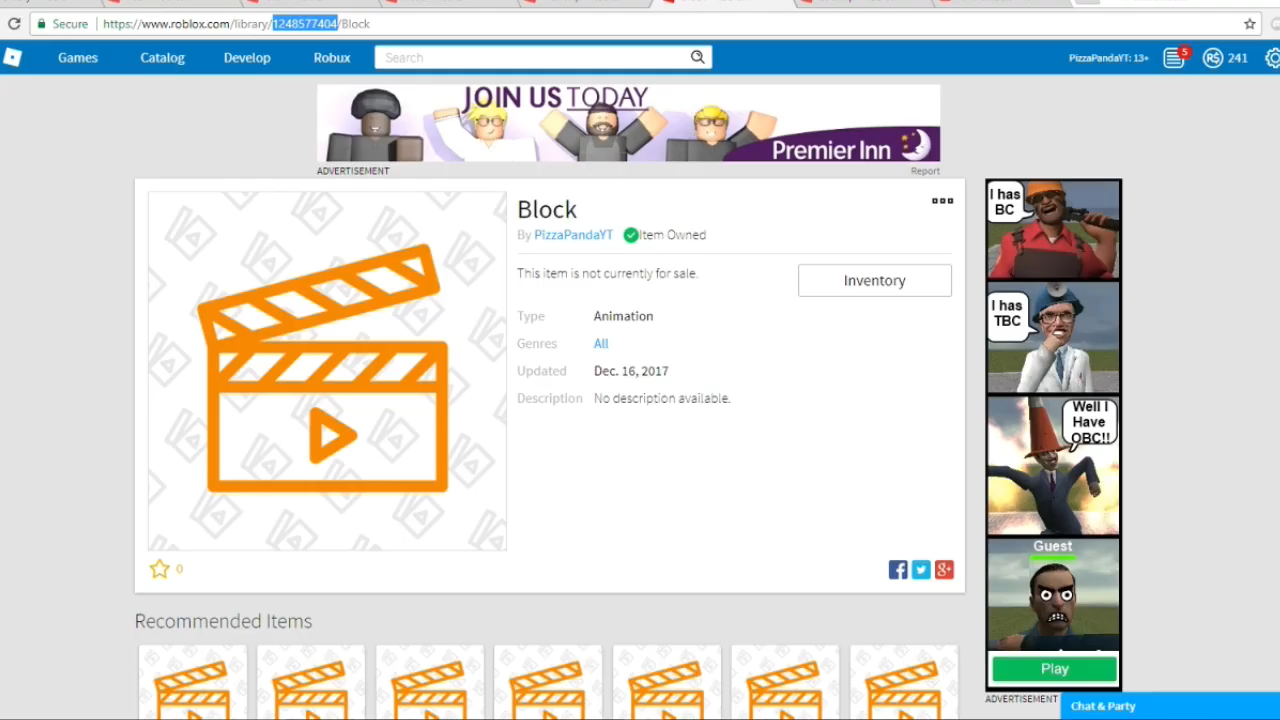 Secure | https://www.roblox.com/library/1248577404/Block
Games Catalog Develop Robux Search PizzaPandaYT: 13+ 5 R$ 241
JOIN US TODAY
Premier Inn
ADVERTISEMENT Report
Block
By PizzaPandaYT Item Owned
This item is not currently for sale.
Inventory
Type Animation
Genres All
Updated Dec. 16, 2017
Description No description available.
0
Recommended Items
I has
BC
I has
TBC
Well I
Have
OBC!!
Guest
Play
ADVERTISEMENT
Chat & Party